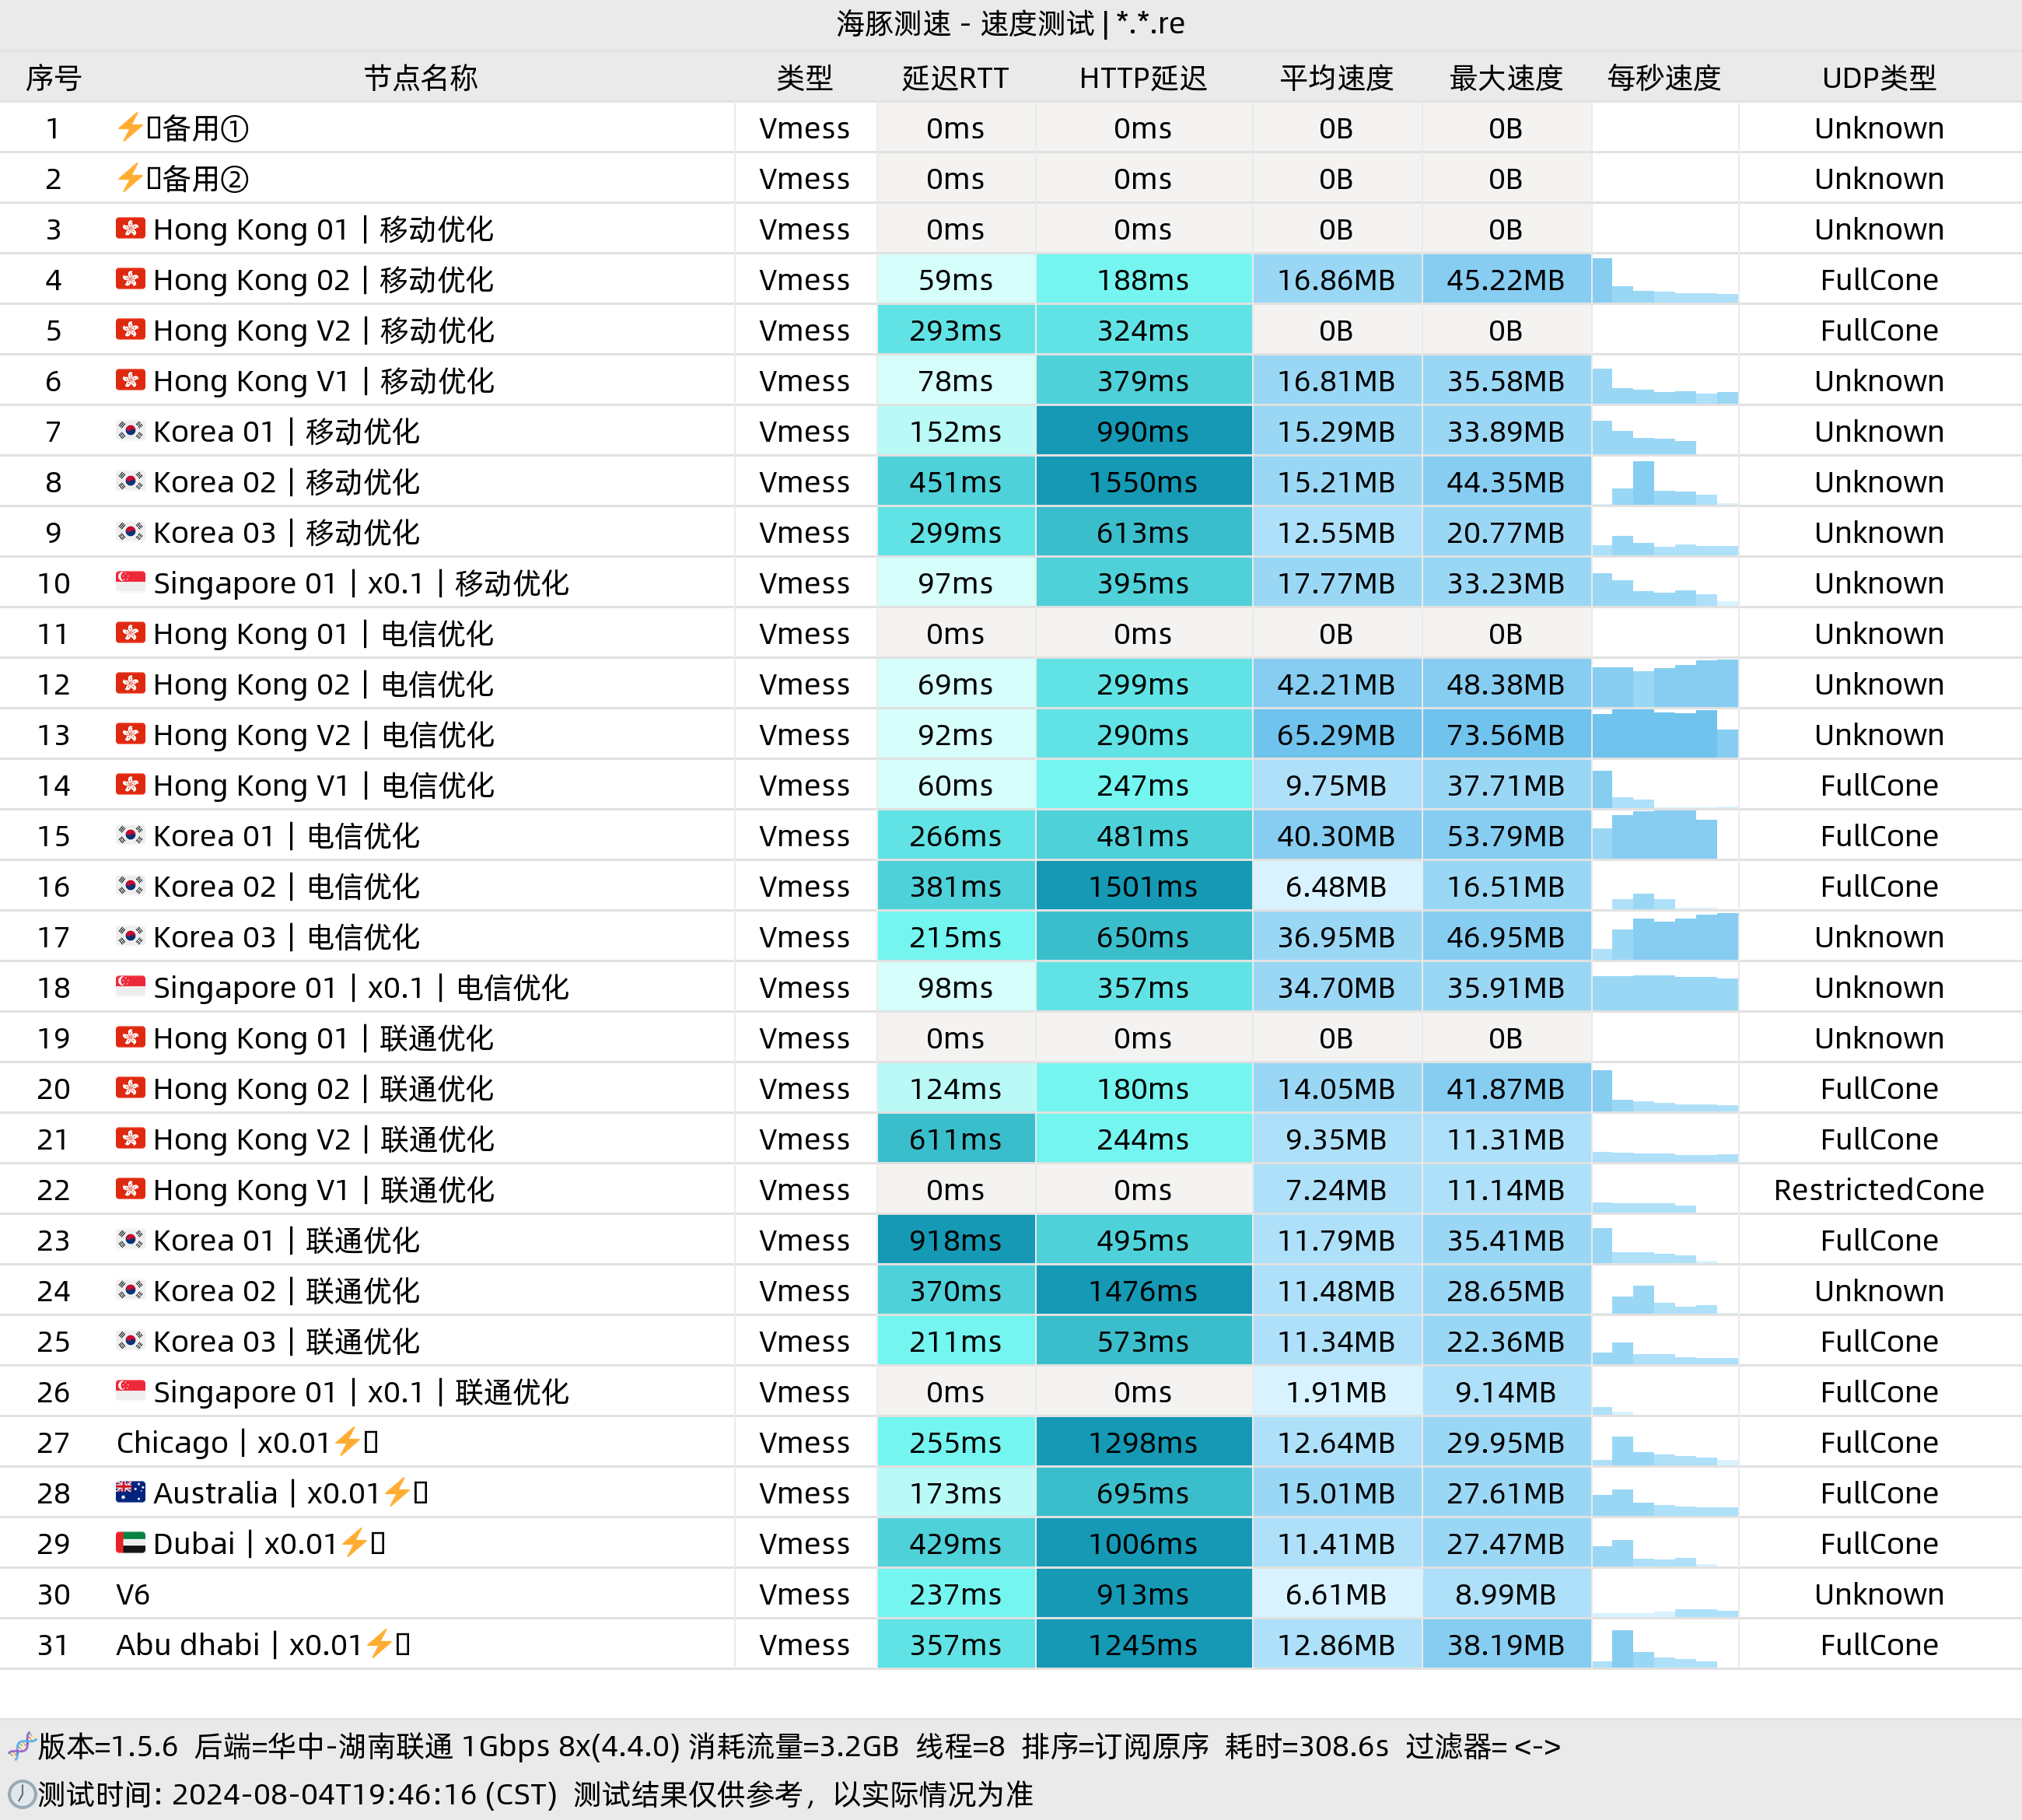 海豚测速 - 速度测试 | *.*.re
序号 节点名称 类型 延迟RTT HTTP延迟 平均速度 最大速度 每秒速度 UDP类型
1 ⚡备用① Vmess 0ms 0ms 0B 0B Unknown
2 ⚡备用② Vmess 0ms 0ms 0B 0B Unknown
3 🇭🇰 Hong Kong 01 | 移动优化 Vmess 0ms 0ms 0B 0B Unknown
4 🇭🇰 Hong Kong 02 | 移动优化 Vmess 59ms 188ms 16.86MB 45.22MB FullCone
5 🇭🇰 Hong Kong V2 | 移动优化 Vmess 293ms 324ms 0B 0B FullCone
6 🇭🇰 Hong Kong V1 | 移动优化 Vmess 78ms 379ms 16.81MB 35.58MB Unknown
7 🇰🇷 Korea 01 | 移动优化 Vmess 152ms 990ms 15.29MB 33.89MB Unknown
8 🇰🇷 Korea 02 | 移动优化 Vmess 451ms 1550ms 15.21MB 44.35MB Unknown
9 🇰🇷 Korea 03 | 移动优化 Vmess 299ms 613ms 12.55MB 20.77MB Unknown
10 🇸🇬 Singapore 01 | x0.1 | 移动优化 Vmess 97ms 395ms 17.77MB 33.23MB Unknown
11 🇭🇰 Hong Kong 01 | 电信优化 Vmess 0ms 0ms 0B 0B Unknown
12 🇭🇰 Hong Kong 02 | 电信优化 Vmess 69ms 299ms 42.21MB 48.38MB Unknown
13 🇭🇰 Hong Kong V2 | 电信优化 Vmess 92ms 290ms 65.29MB 73.56MB Unknown
14 🇭🇰 Hong Kong V1 | 电信优化 Vmess 60ms 247ms 9.75MB 37.71MB FullCone
15 🇰🇷 Korea 01 | 电信优化 Vmess 266ms 481ms 40.30MB 53.79MB FullCone
16 🇰🇷 Korea 02 | 电信优化 Vmess 381ms 1501ms 6.48MB 16.51MB FullCone
17 🇰🇷 Korea 03 | 电信优化 Vmess 215ms 650ms 36.95MB 46.95MB Unknown
18 🇸🇬 Singapore 01 | x0.1 | 电信优化 Vmess 98ms 357ms 34.70MB 35.91MB Unknown
19 🇭🇰 Hong Kong 01 | 联通优化 Vmess 0ms 0ms 0B 0B Unknown
20 🇭🇰 Hong Kong 02 | 联通优化 Vmess 124ms 180ms 14.05MB 41.87MB FullCone
21 🇭🇰 Hong Kong V2 | 联通优化 Vmess 611ms 244ms 9.35MB 11.31MB FullCone
22 🇭🇰 Hong Kong V1 | 联通优化 Vmess 0ms 0ms 7.24MB 11.14MB RestrictedCone
23 🇰🇷 Korea 01 | 联通优化 Vmess 918ms 495ms 11.79MB 35.41MB FullCone
24 🇰🇷 Korea 02 | 联通优化 Vmess 370ms 1476ms 11.48MB 28.65MB Unknown
25 🇰🇷 Korea 03 | 联通优化 Vmess 211ms 573ms 11.34MB 22.36MB FullCone
26 🇸🇬 Singapore 01 | x0.1 | 联通优化 Vmess 0ms 0ms 1.91MB 9.14MB FullCone
27 Chicago | x0.01⚡ Vmess 255ms 1298ms 12.64MB 29.95MB FullCone
28 🇦🇺 Australia | x0.01⚡ Vmess 173ms 695ms 15.01MB 27.61MB FullCone
29 🇦🇪 Dubai | x0.01⚡ Vmess 429ms 1006ms 11.41MB 27.47MB FullCone
30 V6 Vmess 237ms 913ms 6.61MB 8.99MB Unknown
31 Abu dhabi | x0.01⚡ Vmess 357ms 1245ms 12.86MB 38.19MB FullCone
🧬版本=1.5.6 后端=华中-湖南联通 1Gbps 8x(4.4.0) 消耗流量=3.2GB 线程=8 排序=订阅原序 耗时=308.6s 过滤器= <->
🕗测试时间: 2024-08-04T19:46:16 (CST) 测试结果仅供参考，以实际情况为准